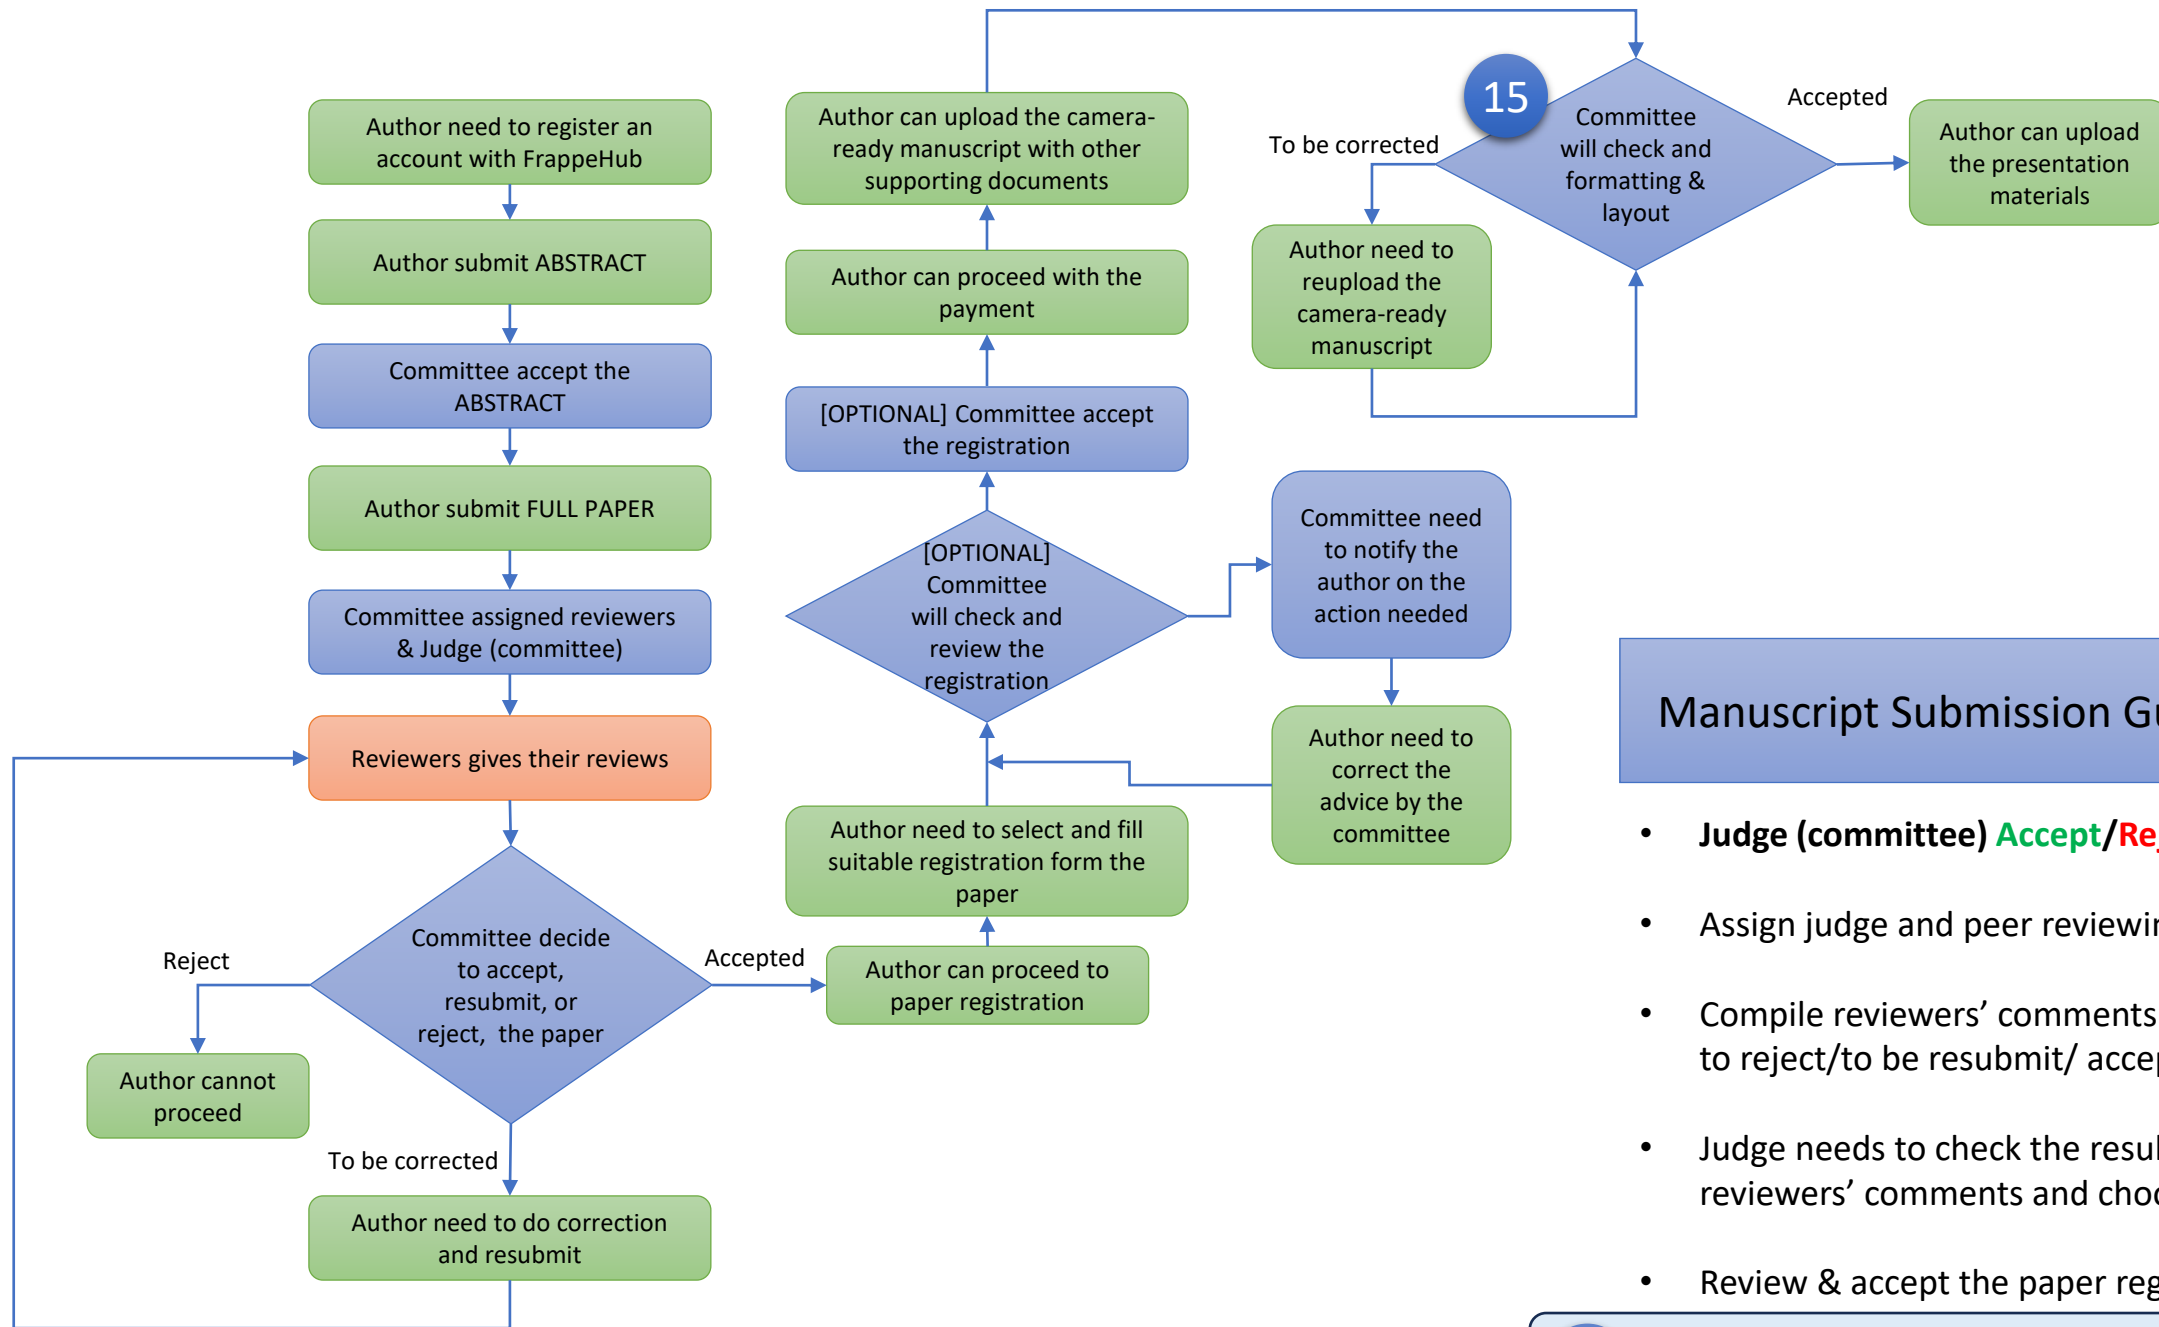 Author need to register an
account with FrappeHub
Author submit ABSTRACT
Committee accept the
ABSTRACT
Author submit FULL PAPER
Committee assigned reviewers
& Judge (committee)
Reviewers gives their reviews
Committee decide
to accept,
resubmit, or
reject, the paper
Reject
Author cannot
proceed
To be corrected
Author need to do correction
and resubmit
Accepted
Author can proceed to
paper registration
Author need to select and fill
suitable registration form the
paper
[OPTIONAL]
Committee
will check and
review the
registration
Committee need
to notify the
author on the
action needed
Author need to
correct the
advice by the
committee
[OPTIONAL] Committee accept
the registration
Author can proceed with the
payment
Author can upload the camera-
ready manuscript with other
supporting documents
15
Committee
will check and
formatting &
layout
To be corrected
Author need to
reupload the
camera-ready
manuscript
Accepted
Author can upload
the presentation
materials
Manuscript Submission
• Judge (committee) Accept/
• Assign judge and peer
• Compile reviewers’ comments
to reject/to be resubmit/
• Judge needs to check the
reviewers’ comments and
• Review & accept the paper